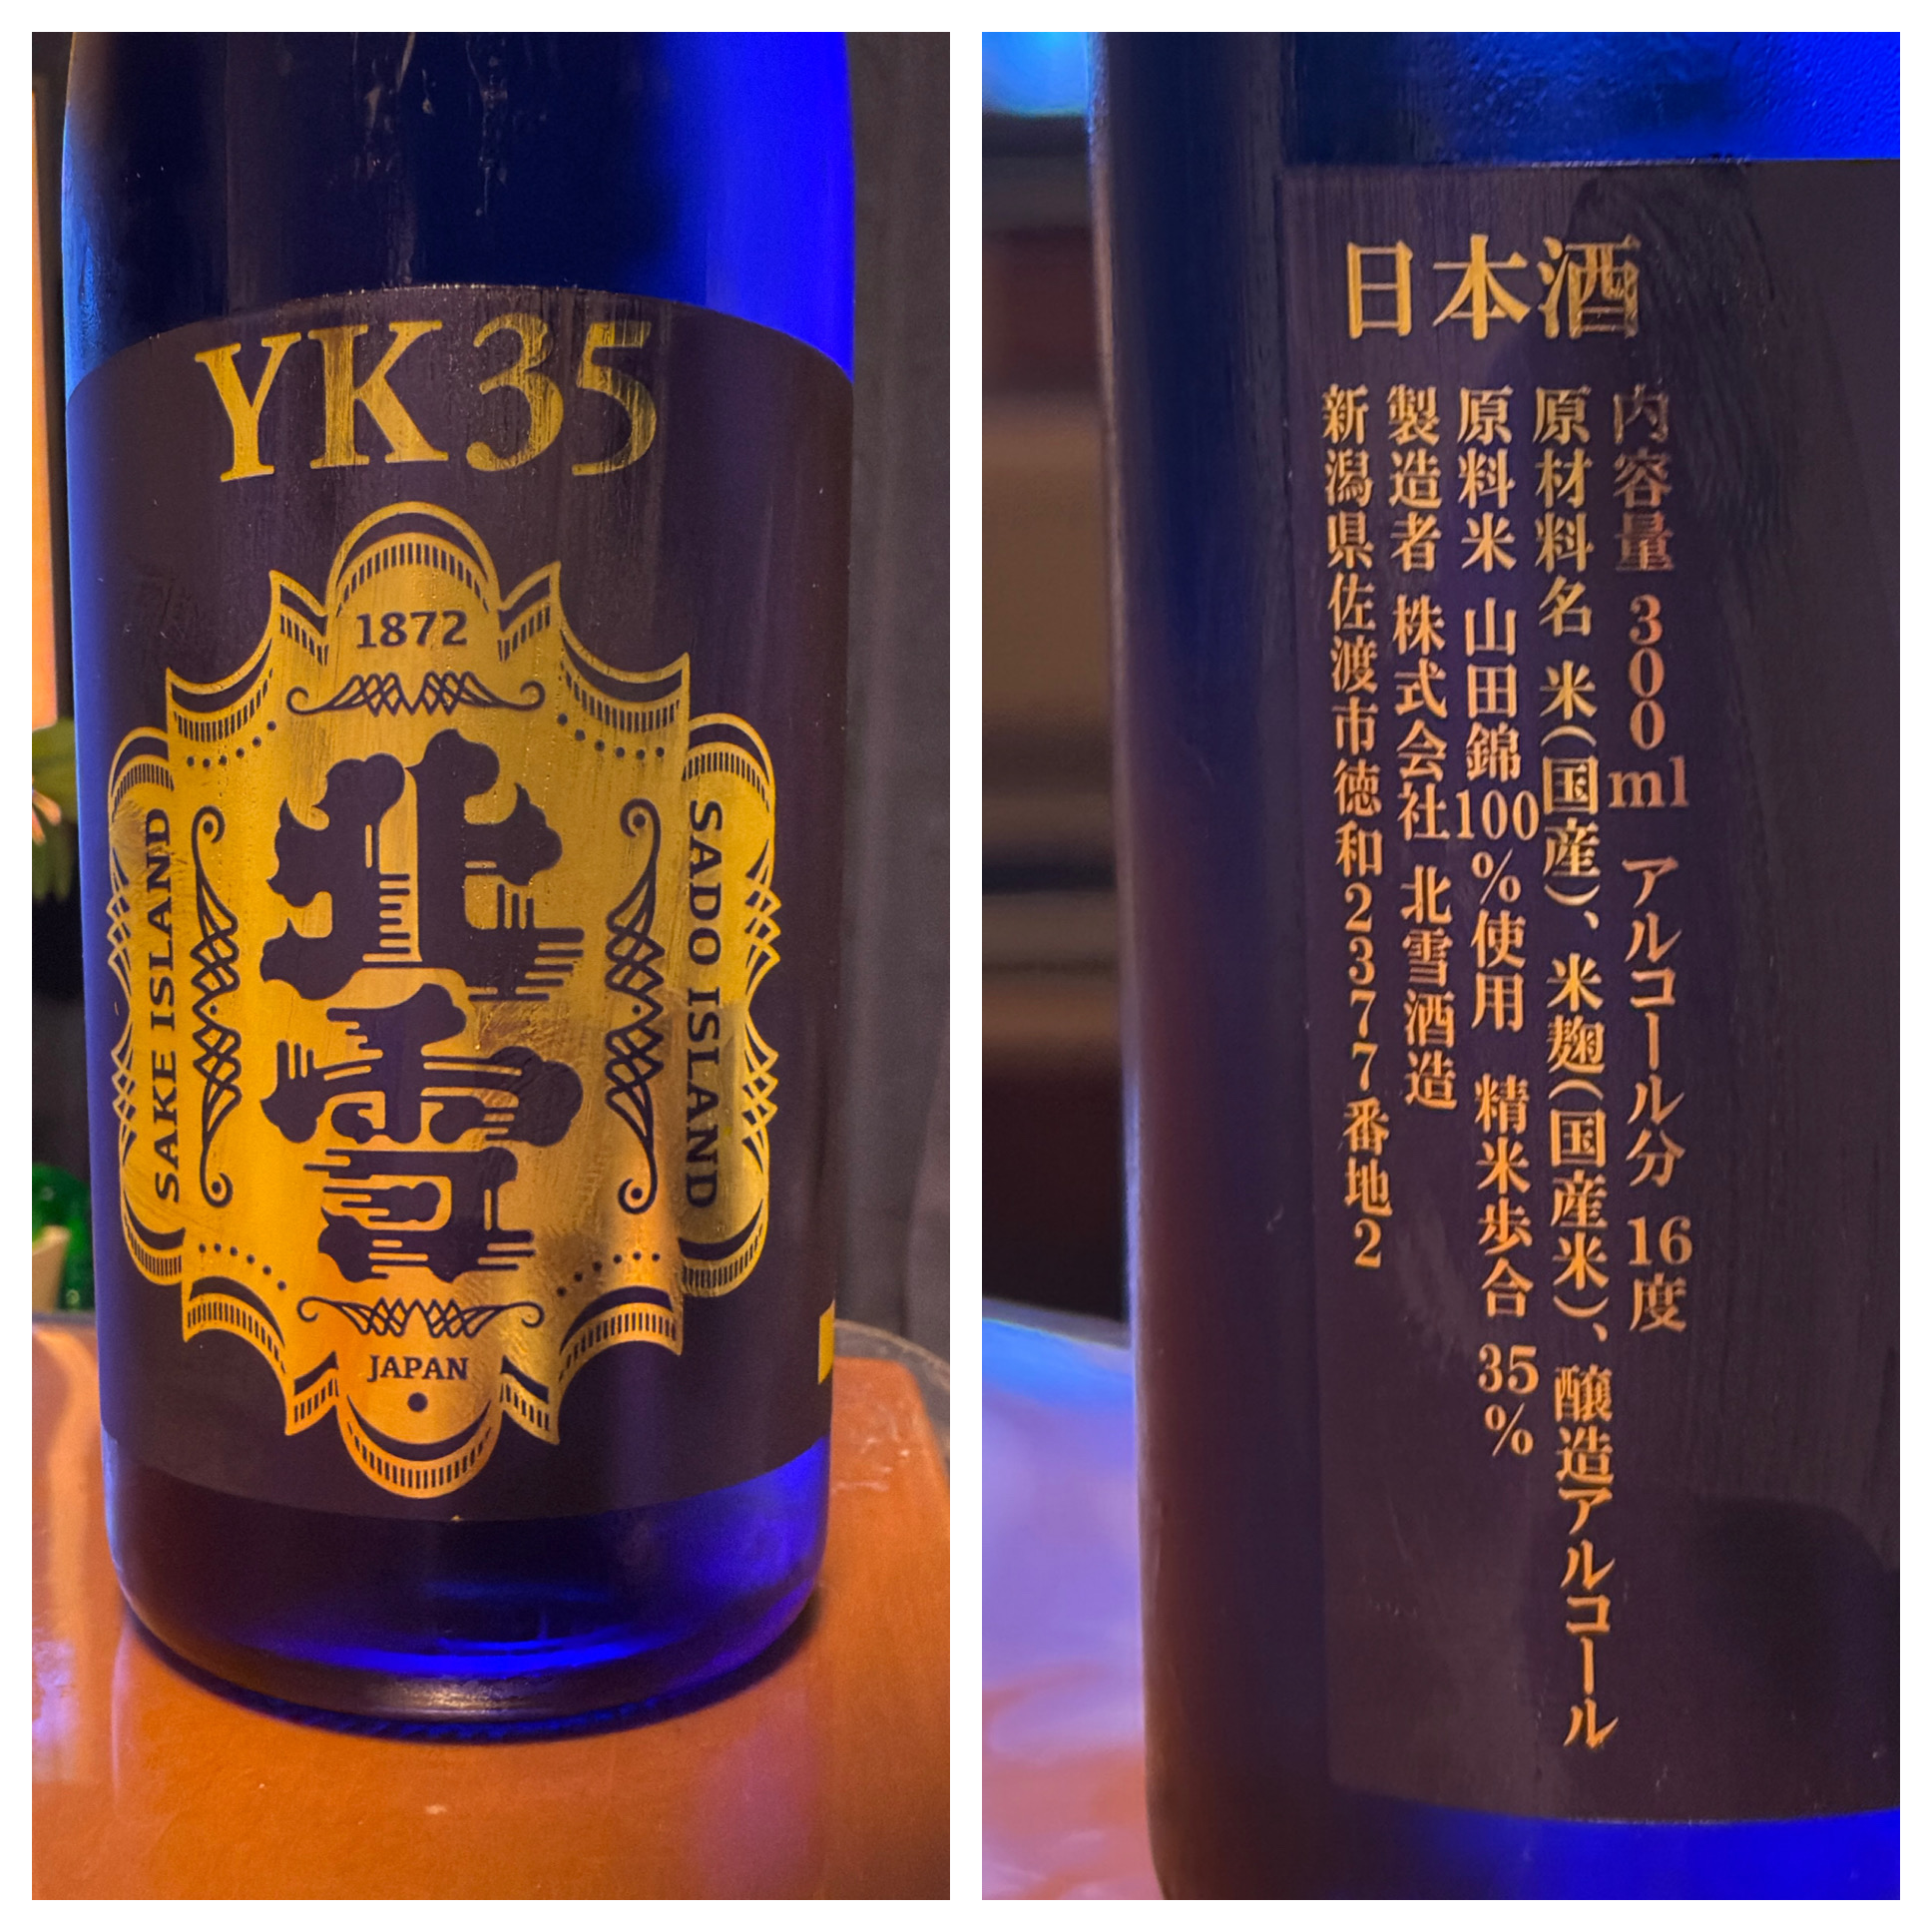 YK35
1872
北雪
SAKE ISLAND
SADO ISLAND
JAPAN
日本酒
内容量 300ml アルコール分 16度
原材料名 米(国産)、米麹(国産米)、醸造アルコール
原料米 山田錦100%使用 精米歩合 35%
製造者 株式会社 北雪酒造
新潟県佐渡市徳和2377番地2